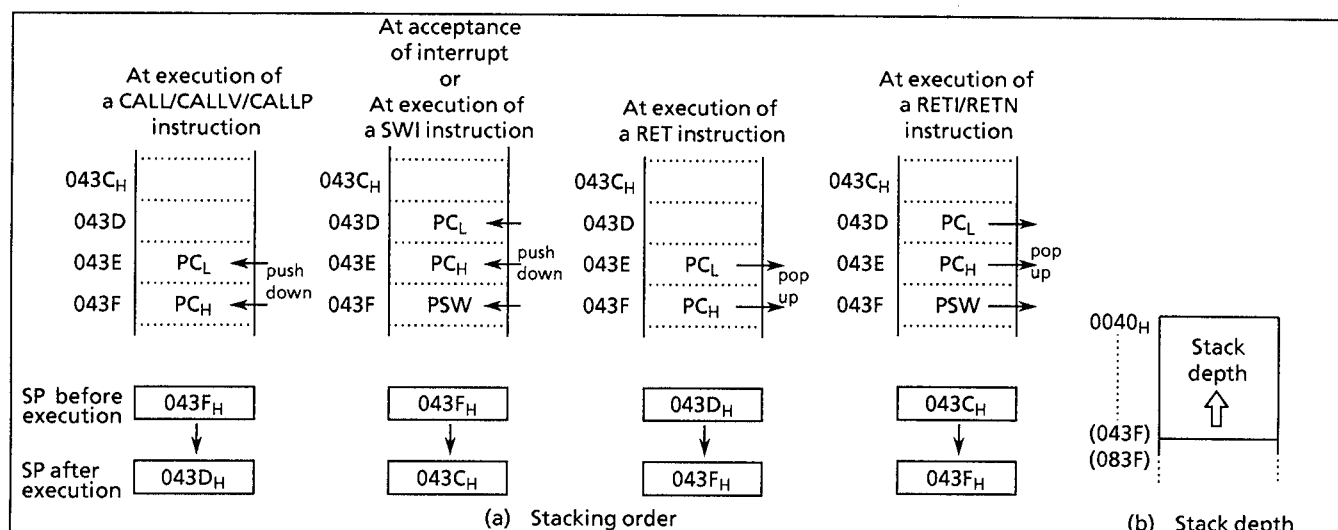 At execution of
a CALL/CALLV/CALLP
instruction
043C_H
043D
043E PC_L push
043F PC_H down
At acceptance
of interrupt
or
At execution of
a SWI instruction
043C_H
043D PC_L
043E PC_H push
043F PSW down
At execution of
a RET instruction
043C_H
043D
043E PC_L pop
043F PC_H up
At execution of
a RETI/RETN
instruction
043C_H
043D PC_L
043E PC_H pop
043F PSW up
SP before
execution
043F_H
043F_H
043D_H
043C_H
SP after
execution
043D_H
043C_H
043F_H
043F_H
(a) Stacking order
0040_H
Stack
depth
(043F)
(083F)
(b) Stack depth